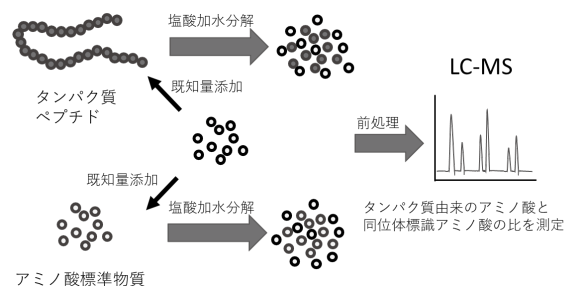 塩酸加水分解
タンパク質
ペプチド
既知量添加
LC-MS
前処理
既知量添加
塩酸加水分解
アミノ酸標準物質
タンパク質由来のアミノ酸と
同位体標識アミノ酸の比を測定